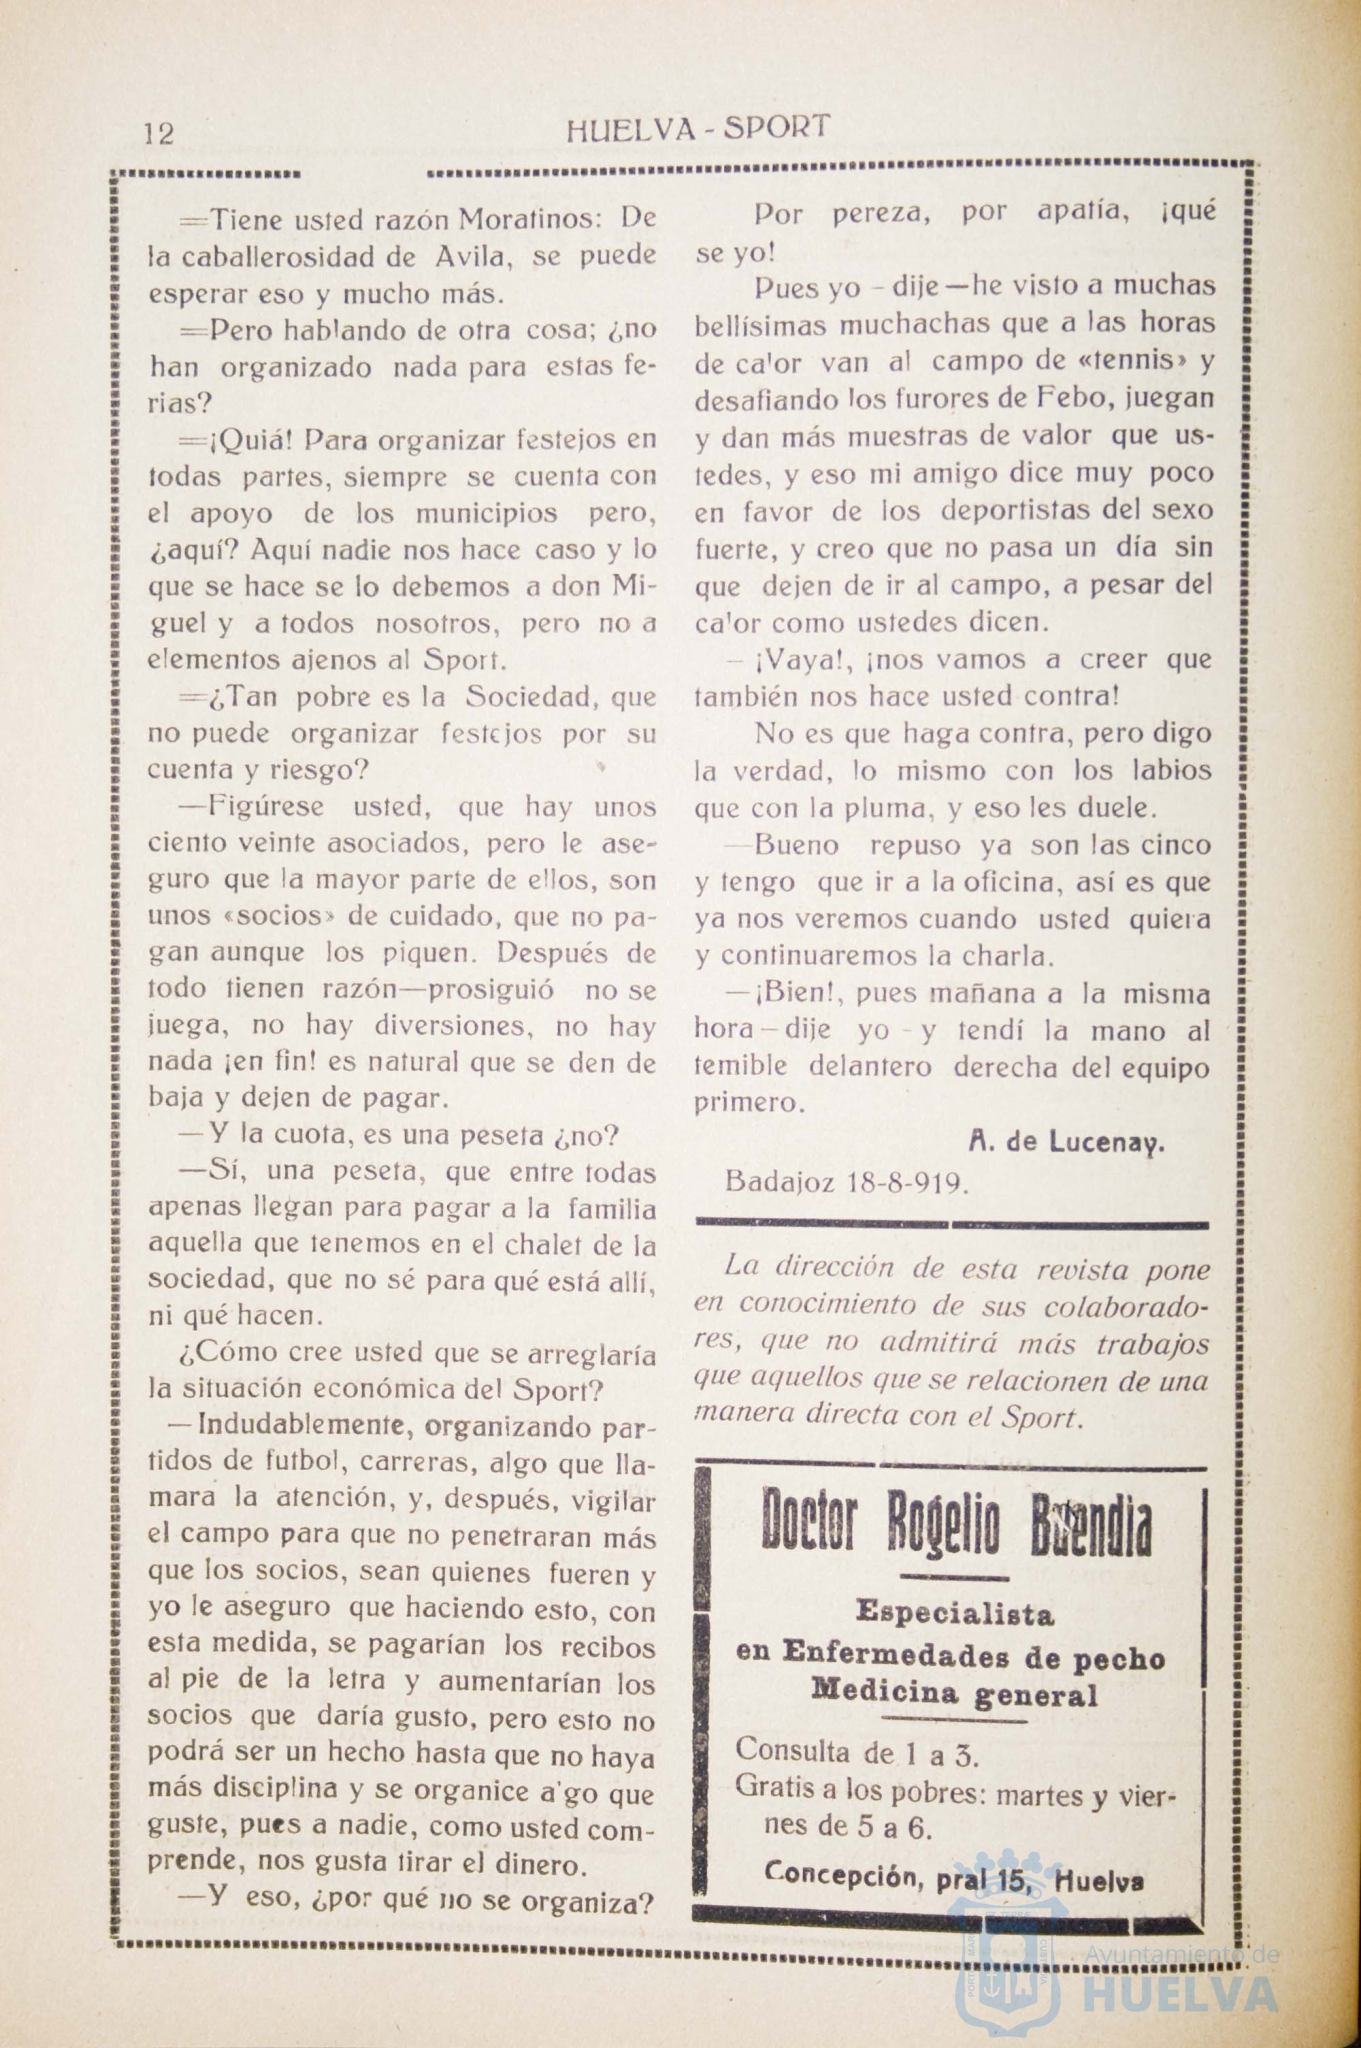 12
HUELVA - SPORT
=Tiene usted razón Moratinos: De
la caballerosidad de Avila, se puede
esperar eso y mucho más.
=Pero hablando de otra cosa; ¿no
han organizado nada para estas fe-
rias?
=¡Quiá! Para organizar festejos en
todas partes, siempre se cuenta con
el apoyo de los municipios pero,
¿aquí? Aquí nadie nos hace caso y lo
que se hace se lo debemos a don Mi-
guel y a todos nosotros, pero no a
elementos ajenos al Sport.
=¿Tan pobre es la Sociedad, que
no puede organizar festejos por su
cuenta y riesgo?
—Figúrese usted, que hay unos
ciento veinte asociados, pero le ase-
guro que la mayor parte de ellos, son
unos «socios» de cuidado, que no pa-
gan aunque los piquen. Después de
todo tienen razón—prosiguió no se
juega, no hay diversiones, no hay
nada ¡en fin! es natural que se den de
baja y dejen de pagar.
—Y la cuota, es una peseta ¿no?
—Sí, una peseta, que entre todas
apenas llegan para pagar a la familia
aquella que tenemos en el chalet de la
sociedad, que no sé para qué está allí,
ni qué hacen.
¿Cómo cree usted que se arreglaría
la situación económica del Sport?
—Indudablemente, organizando par-
tidos de futbol, carreras, algo que lla-
mara la atención, y, después, vigilar
el campo para que no penetraran más
que los socios, sean quienes fueren y
yo le aseguro que haciendo esto, con
esta medida, se pagarían los recibos
al pie de la letra y aumentarían los
socios que daría gusto, pero esto no
podrá ser un hecho hasta que no haya
más disciplina y se organice a'go que
guste, pues a nadie, como usted com-
prende, nos gusta tirar el dinero.
—Y eso, ¿por qué no se organiza?
Por pereza, por apatía, ¡qué
se yo!
Pues yo - dije—he visto a muchas
bellísimas muchachas que a las horas
de ca'or van al campo de «tennis» y
desafiando los furores de Febo, juegan
y dan más muestras de valor que us-
tedes, y eso mi amigo dice muy poco
en favor de los deportistas del sexo
fuerte, y creo que no pasa un día sin
que dejen de ir al campo, a pesar del
ca'or como ustedes dicen.
—¡Vaya!, ¡nos vamos a creer que
también nos hace usted contra!
No es que haga contra, pero digo
la verdad, lo mismo con los labios
que con la pluma, y eso les duele.
—Bueno repuso ya son las cinco
y tengo que ir a la oficina, así es que
ya nos veremos cuando usted quiera
y continuaremos la charla.
—¡Bien!, pues mañana a la misma
hora—dije yo - y tendí la mano al
temible delantero derecha del equipo
primero.
A. de Lucenay.
Badajoz 18-8-919.
La dirección de esta revista pone
en conocimiento de sus colaborado-
res, que no admitirá más trabajos
que aquellos que se relacionen de una
manera directa con el Sport.
Doctor Rogelio Buendia
Especialista
en Enfermedades de pecho
Medicina general
Consulta de 1 a 3.
Gratis a los pobres: martes y vier-
nes de 5 a 6.
Concepción, pral 15, Huelva
Ayuntamiento de
HUELVA